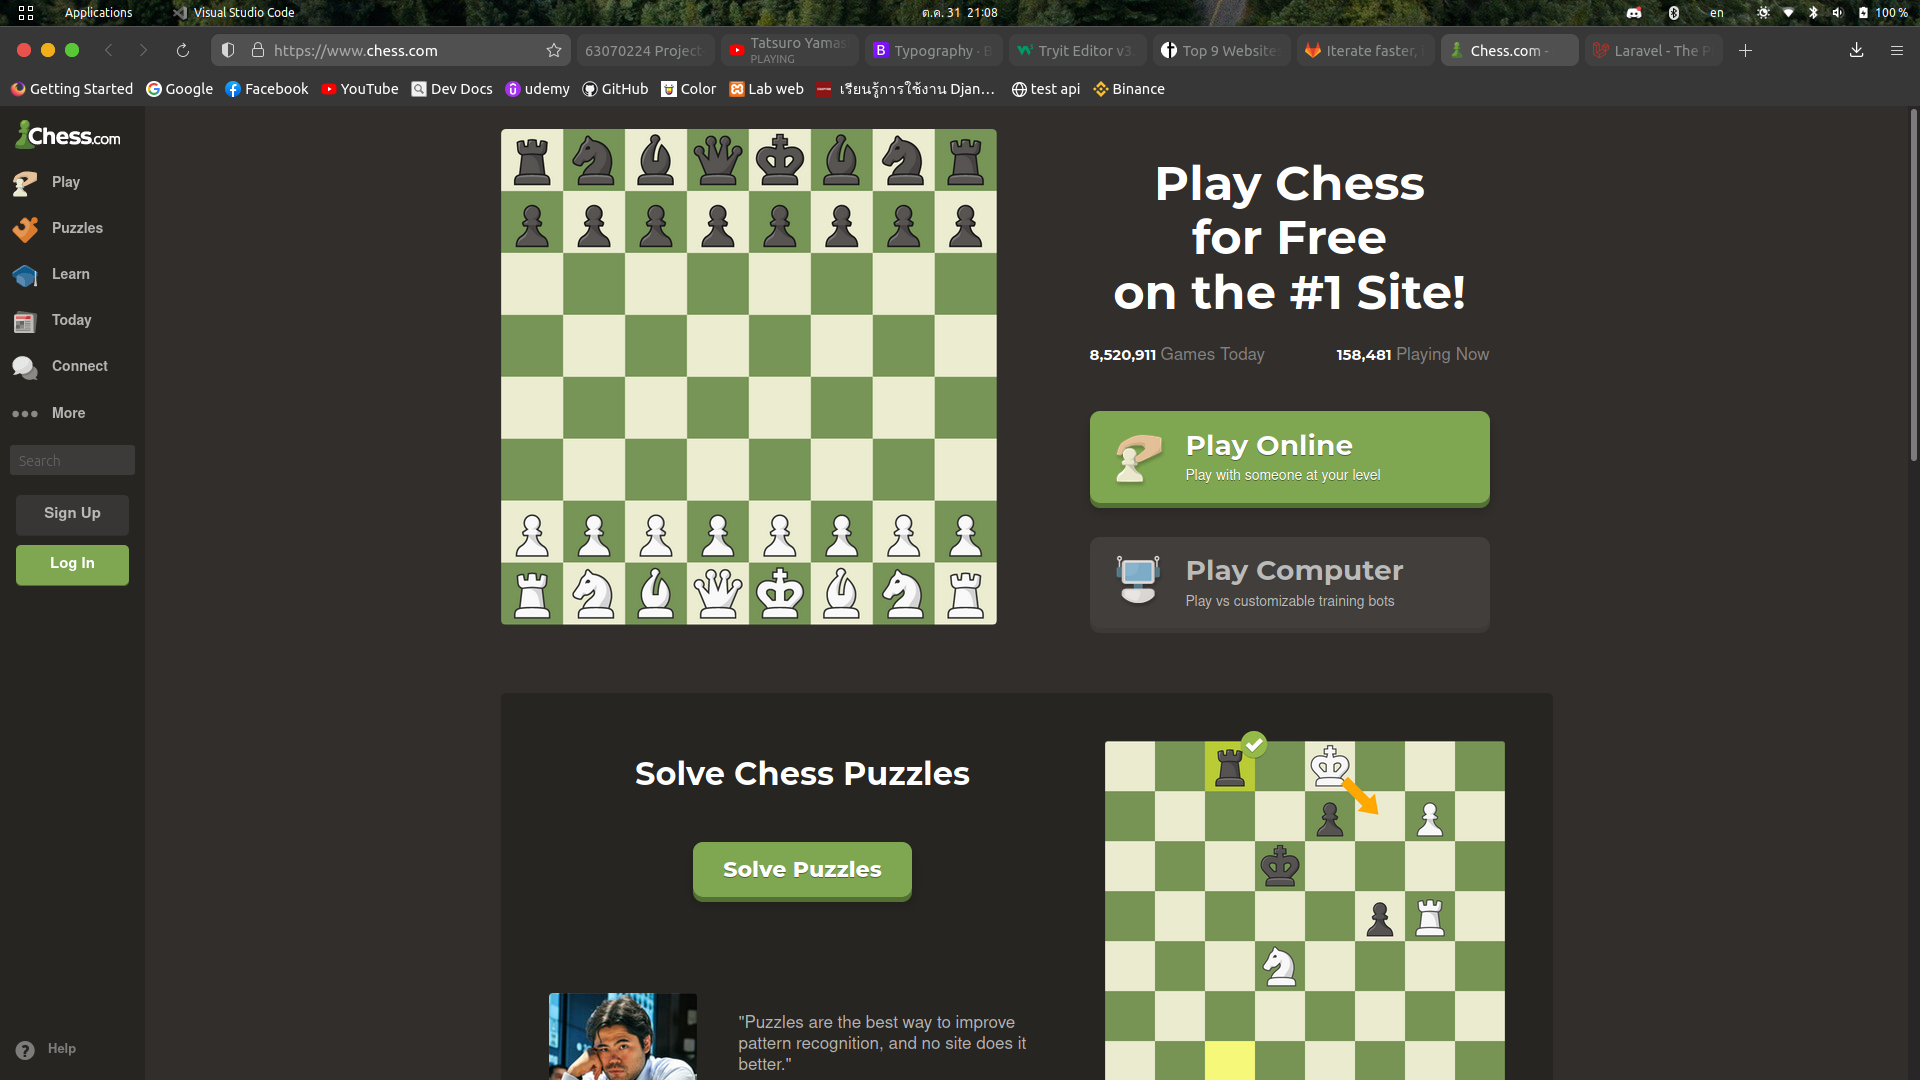 Applications
Visual Studio Code
ต.ค. 31 21:08
en
100 %
https://www.chess.com
63070224 Project
Tatsuro Yamas
PLAYING
Typography · B
Tryit Editor v3.
Top 9 Websites
Iterate faster,
Chess.com -
Laravel - The P
Getting Started
Google
Facebook
YouTube
Dev Docs
udemy
GitHub
Color
Lab web
เรียนรู้การใช้งาน Djan...
test api
Binance
Chess.com
Play
Puzzles
Learn
Today
Connect
More
Search
Sign Up
Log In
Help
Play Chess
for Free
on the #1 Site!
8,520,911 Games Today
158,481 Playing Now
Play Online
Play with someone at your level
Play Computer
Play vs customizable training bots
Solve Chess Puzzles
Solve Puzzles
"Puzzles are the best way to improve
pattern recognition, and no site does it
better."